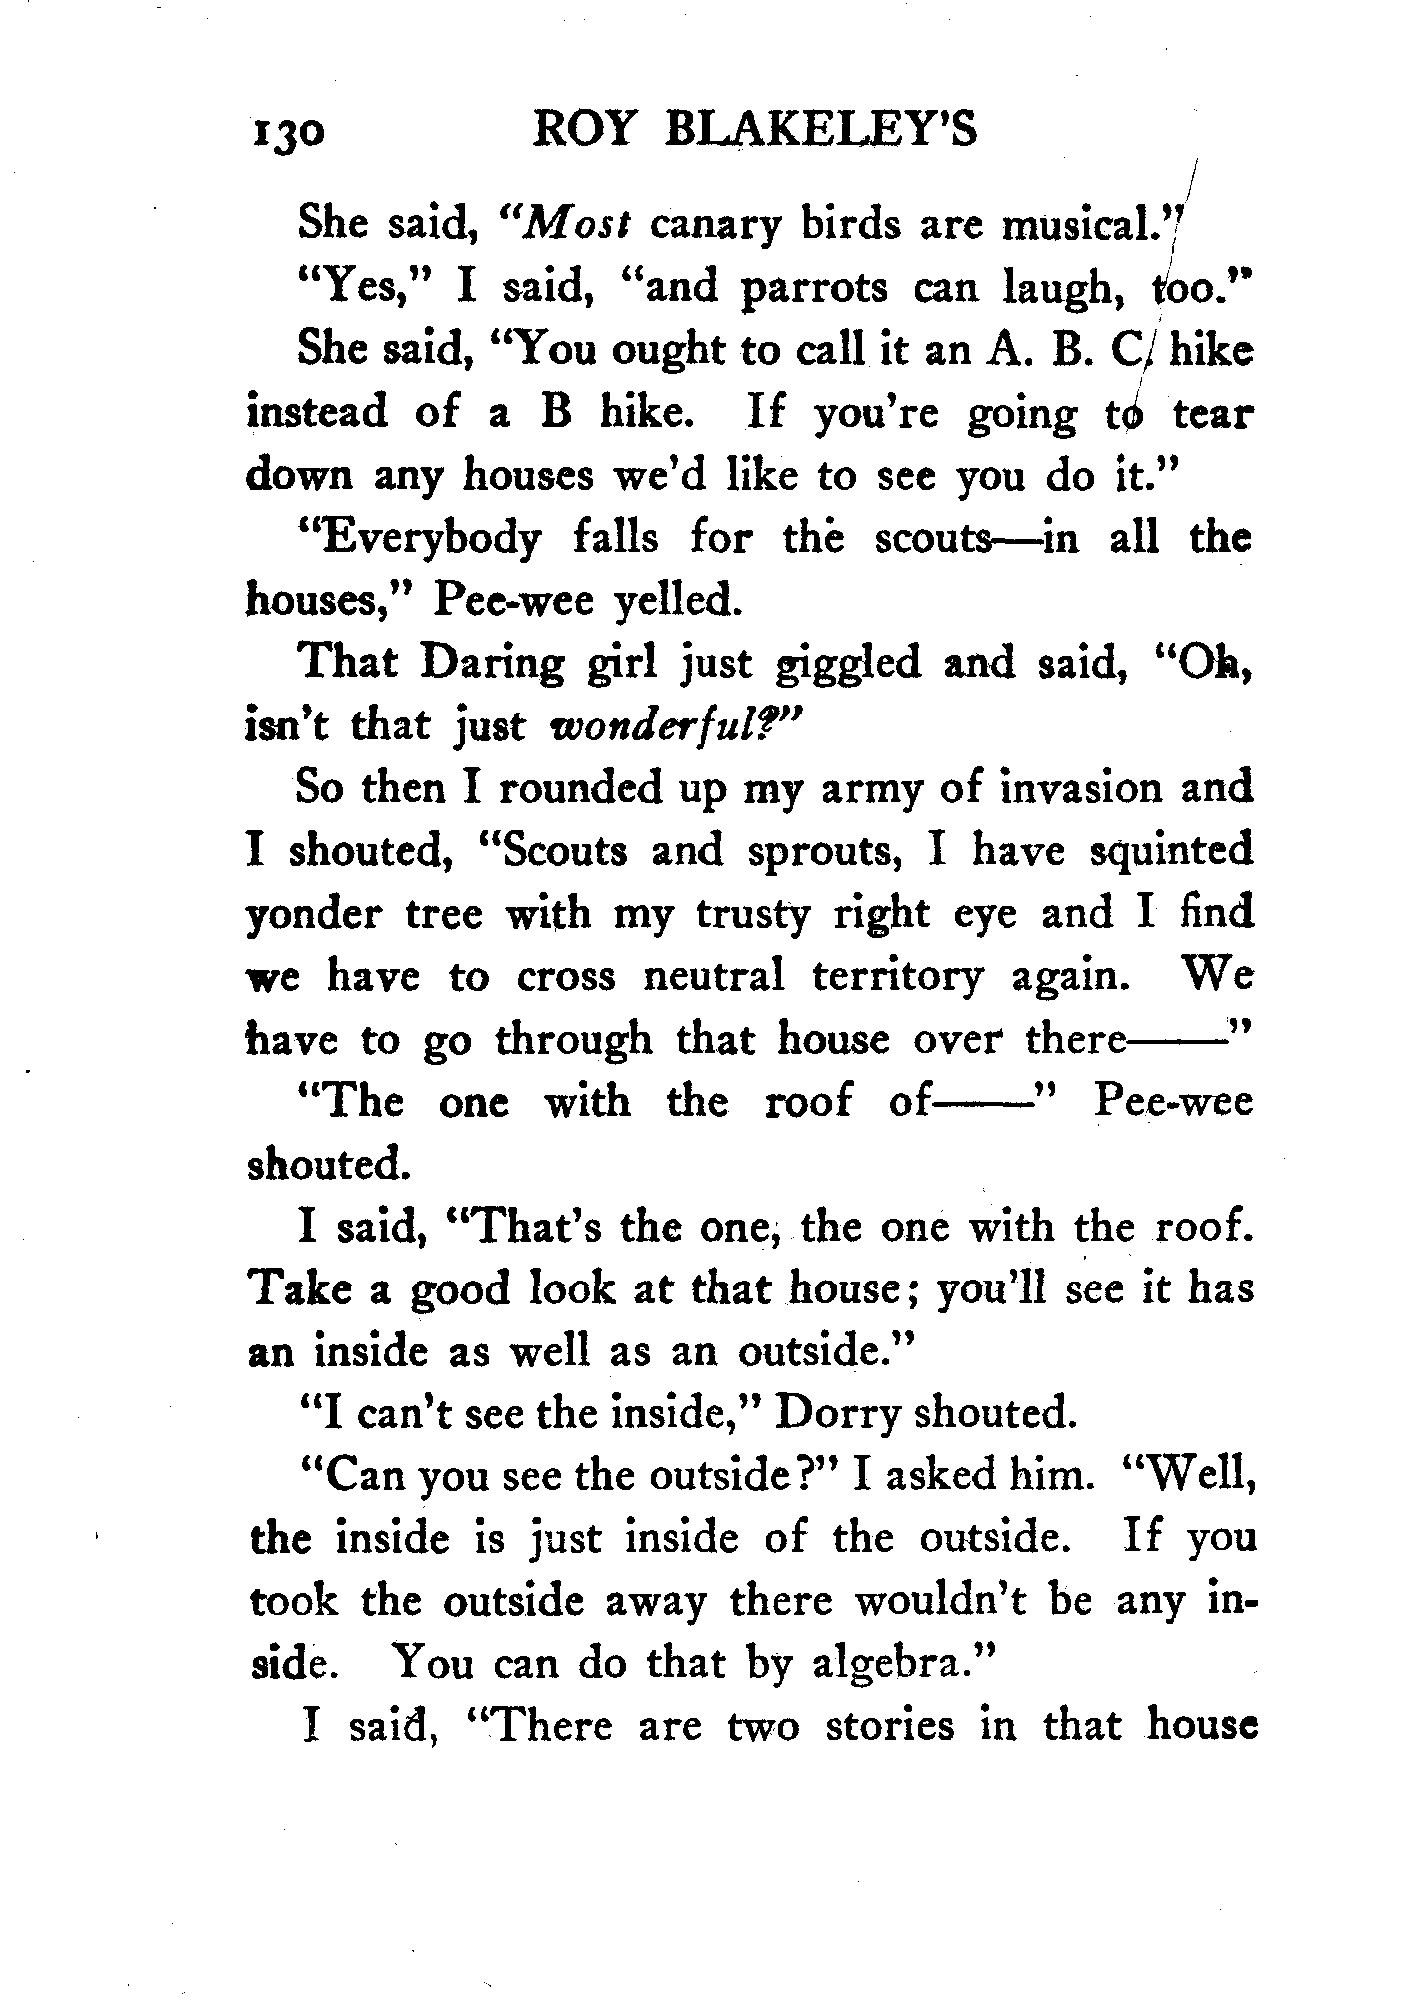 130 ROY BLAKELEY'S
She said, "Most canary birds are musical."
"Yes," I said, "and parrots can laugh, too."
She said, "You ought to call it an A. B. C. hike
instead of a B hike. If you're going to tear
down any houses we'd like to see you do it."
"Everybody falls for the scouts—in all the
houses," Pee-wee yelled.
That Daring girl just giggled and said, "Oh,
isn't that just wonderful?"
So then I rounded up my army of invasion and
I shouted, "Scouts and sprouts, I have squinted
yonder tree with my trusty right eye and I find
we have to cross neutral territory again. We
have to go through that house over there——"
"The one with the roof of——" Pee-wee
shouted.
I said, "That's the one, the one with the roof.
Take a good look at that house; you'll see it has
an inside as well as an outside."
"I can't see the inside," Dorry shouted.
"Can you see the outside?" I asked him. "Well,
the inside is just inside of the outside. If you
took the outside away there wouldn't be any in-
side. You can do that by algebra."
I said, "There are two stories in that house